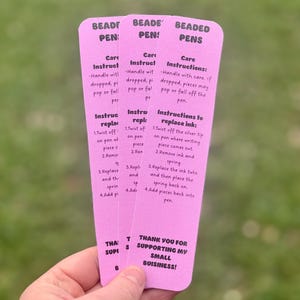 BEADED
PENS
Care
Instructions:
-Handle with care, if
dropped, pieces may
pop or fall off the
pen.
Instructions to
replace ink:
1.Twist off the silver tip
on pen where writing
piece comes out.
2.Remove ink and
spring
3.Replace the ink tube
and then place the
spring back on.
4.Add pieces back into
pen.
THANK YOU FOR
SUPPORTING MY
SMALL
BUISINESS!